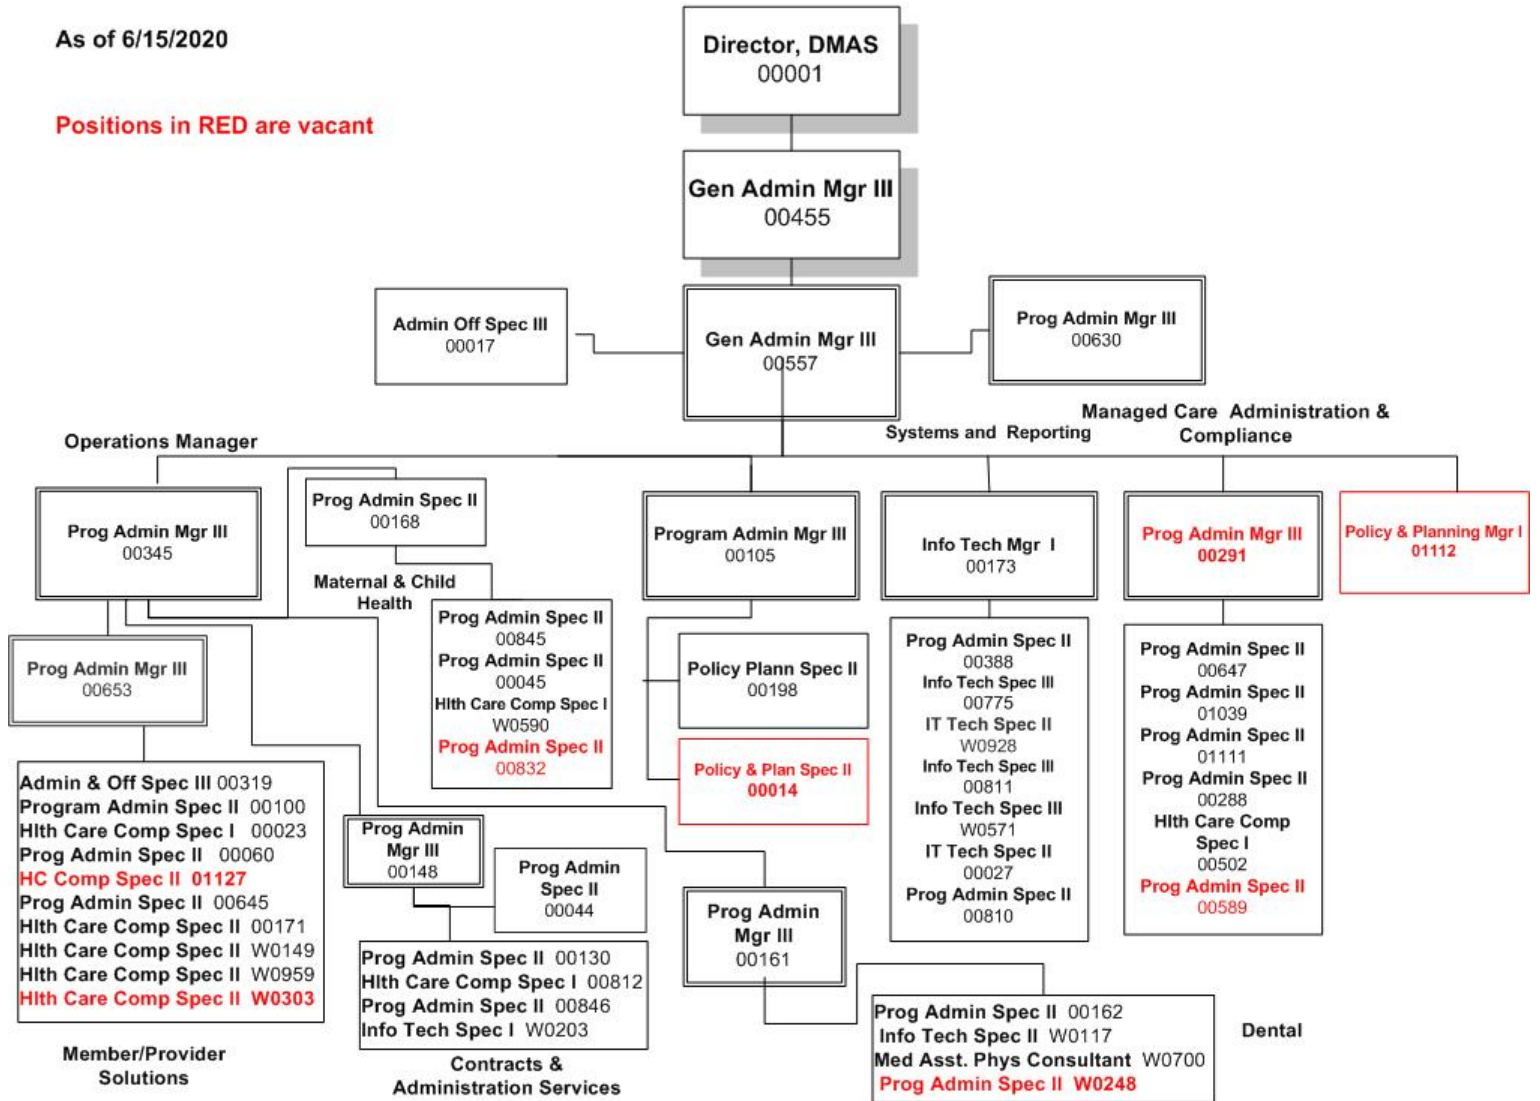 As of 6/15/2020
Positions in RED are vacant
Director, DMAS
00001
Gen Admin Mgr III
00455
Admin Off Spec III
00017
Gen Admin Mgr III
00557
Prog Admin Mgr III
00630
Operations Manager
Systems and Reporting
Managed Care Administration &
Compliance
Prog Admin Mgr III
00345
Prog Admin Spec II
00168
Maternal & Child
Health
Program Admin Mgr III
00105
Info Tech Mgr I
00173
Prog Admin Mgr III
00291
Policy & Planning Mgr I
01112
Prog Admin Mgr III
00653
Prog Admin Spec II
00845
Prog Admin Spec II
00045
Hlth Care Comp Spec I
W0590
Prog Admin Spec II
00832
Policy Plann Spec II
00198
Policy & Plan Spec II
00014
Prog Admin Spec II
00388
Info Tech Spec III
00775
IT Tech Spec II
W0928
Info Tech Spec III
00811
Info Tech Spec III
W0571
IT Tech Spec II
00027
Prog Admin Spec II
00810
Prog Admin Spec II
00647
Prog Admin Spec II
01039
Prog Admin Spec II
01111
Prog Admin Spec II
00288
Hlth Care Comp
Spec I
00502
Prog Admin Spec II
00589
Admin & Off Spec III 00319
Program Admin Spec II 00100
Hlth Care Comp Spec I 00023
Prog Admin Spec II 00060
HC Comp Spec II 01127
Prog Admin Spec II 00645
Hlth Care Comp Spec II 00171
Hlth Care Comp Spec II W0149
Hlth Care Comp Spec II W0959
Hlth Care Comp Spec II W0303
Member/Provider
Solutions
Prog Admin
Mgr III
00148
Prog Admin
Spec II
00044
Prog Admin Spec II 00130
Hlth Care Comp Spec I 00812
Prog Admin Spec II 00846
Info Tech Spec I W0203
Contracts &
Administration Services
Prog Admin
Mgr III
00161
Prog Admin Spec II 00162
Info Tech Spec II W0117
Med Asst. Phys Consultant W0700
Prog Admin Spec II W0248
Dental